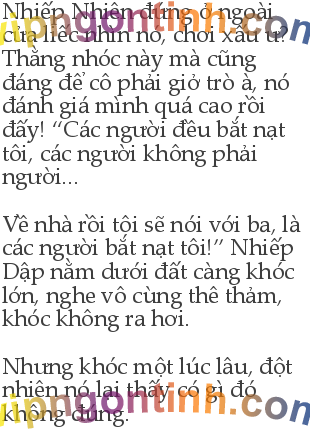 Nhiếp Nhiên đứng ở ngoài
cửa liếc nhìn nó, chơi xấu ư?
Thằng nhóc này mà cũng
đáng để cô phải giở trò à, nó
đánh giá mình quá cao rồi
đấy! “Các người đều bắt nạt
tôi, các người không phải
người...
Về nhà rồi tôi sẽ nói với ba, là
các người bắt nạt tôi!” Nhiếp
Dập nằm dưới đất càng khóc
lớn, nghe vô cùng thê thảm,
khóc không ra hơi.
Nhưng khóc một lúc lâu, đột
nhiên nó lại thấy có gì đó
không đúng.
vipngontinh.com
vipngontinh.com